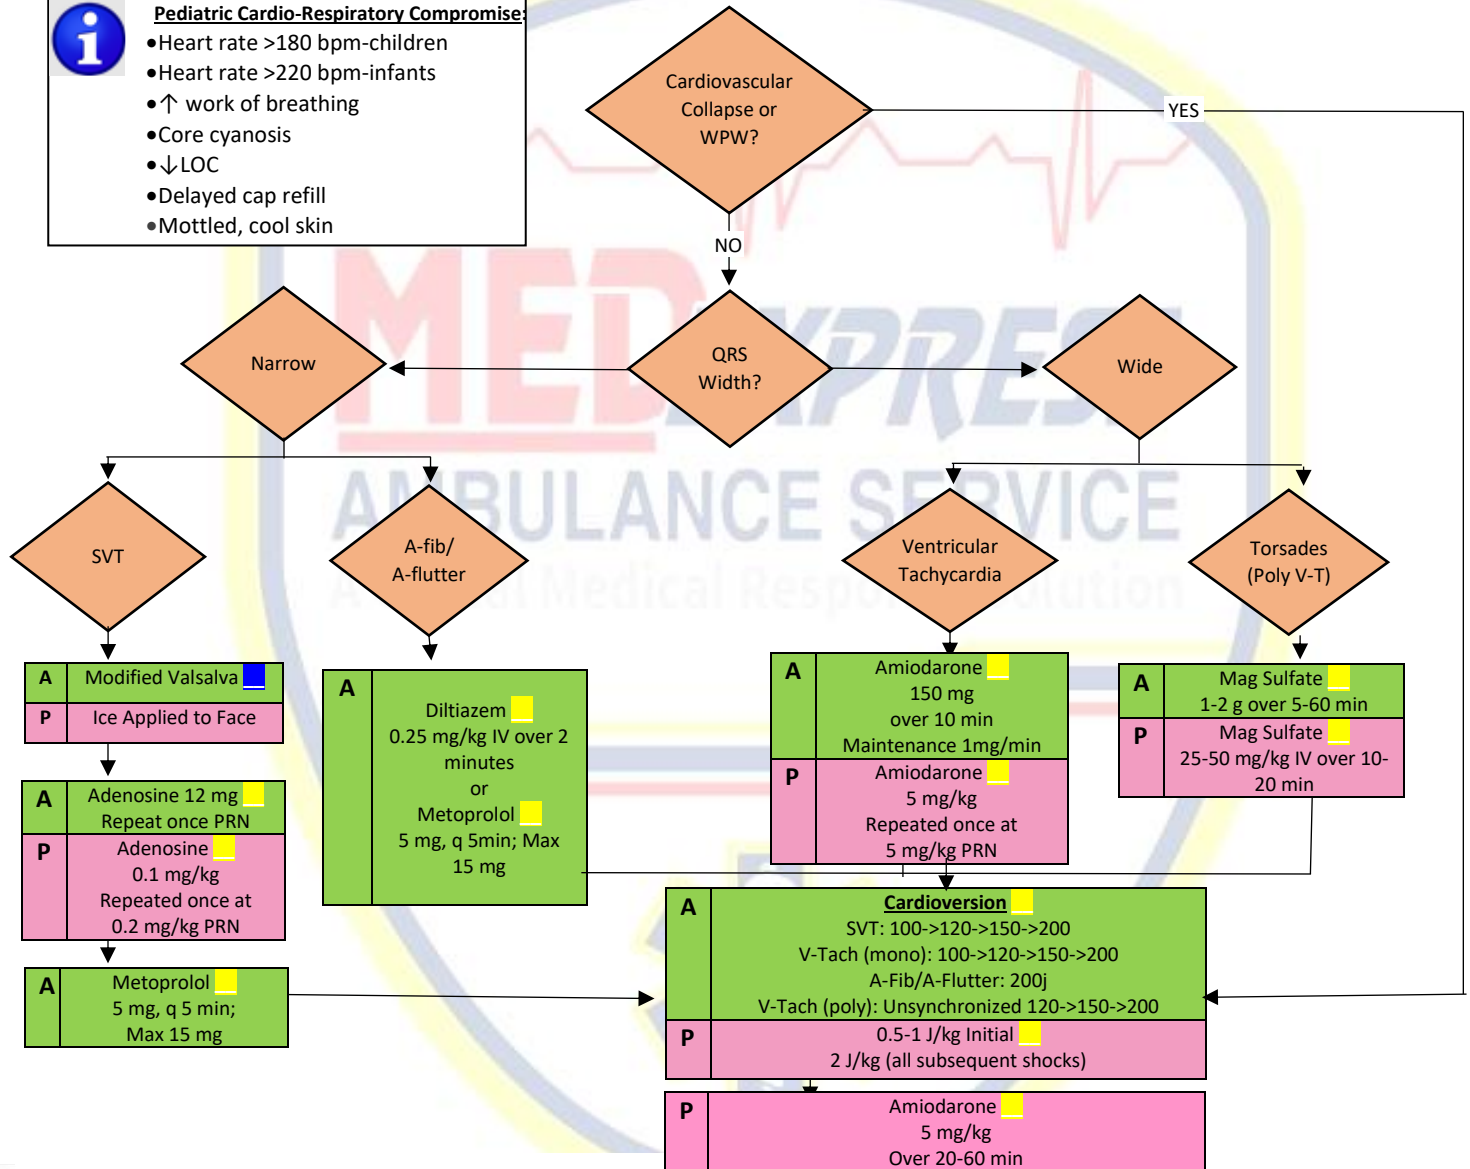 Pediatric Cardio-Respiratory Compromise:
•Heart rate >180 bpm-children
•Heart rate >220 bpm-infants
•↑ work of breathing
•Core cyanosis
•↓LOC
•Delayed cap refill
•Mottled, cool skin
Cardiovascular
Collapse or
WPW?
YES
NO
MED EXPRESS
AMBULANCE SERVICE
Narrow
QRS
Width?
Wide
SVT
A-fib/
A-flutter
Ventricular
Tachycardia
Torsades
(Poly V-T)
A Modified Valsalva
P Ice Applied to Face
A Adenosine 12 mg
Repeat once PRN
P Adenosine
0.1 mg/kg
Repeated once at
0.2 mg/kg PRN
A Metoprolol
5 mg, q 5 min;
Max 15 mg
A Diltiazem
0.25 mg/kg IV over 2
minutes
or
Metoprolol
5 mg, q 5min; Max
15 mg
A Amiodarone
150 mg
over 10 min
Maintenance 1mg/min
P Amiodarone
5 mg/kg
Repeated once at
5 mg/kg PRN
A Mag Sulfate
1-2 g over 5-60 min
P Mag Sulfate
25-50 mg/kg IV over 10-
20 min
A Cardioversion
SVT: 100->120->150->200
V-Tach (mono): 100->120->150->200
A-Fib/A-Flutter: 200j
V-Tach (poly): Unsynchronized 120->150->200
P 0.5-1 J/kg Initial
2 J/kg (all subsequent shocks)
P Amiodarone
5 mg/kg
Over 20-60 min